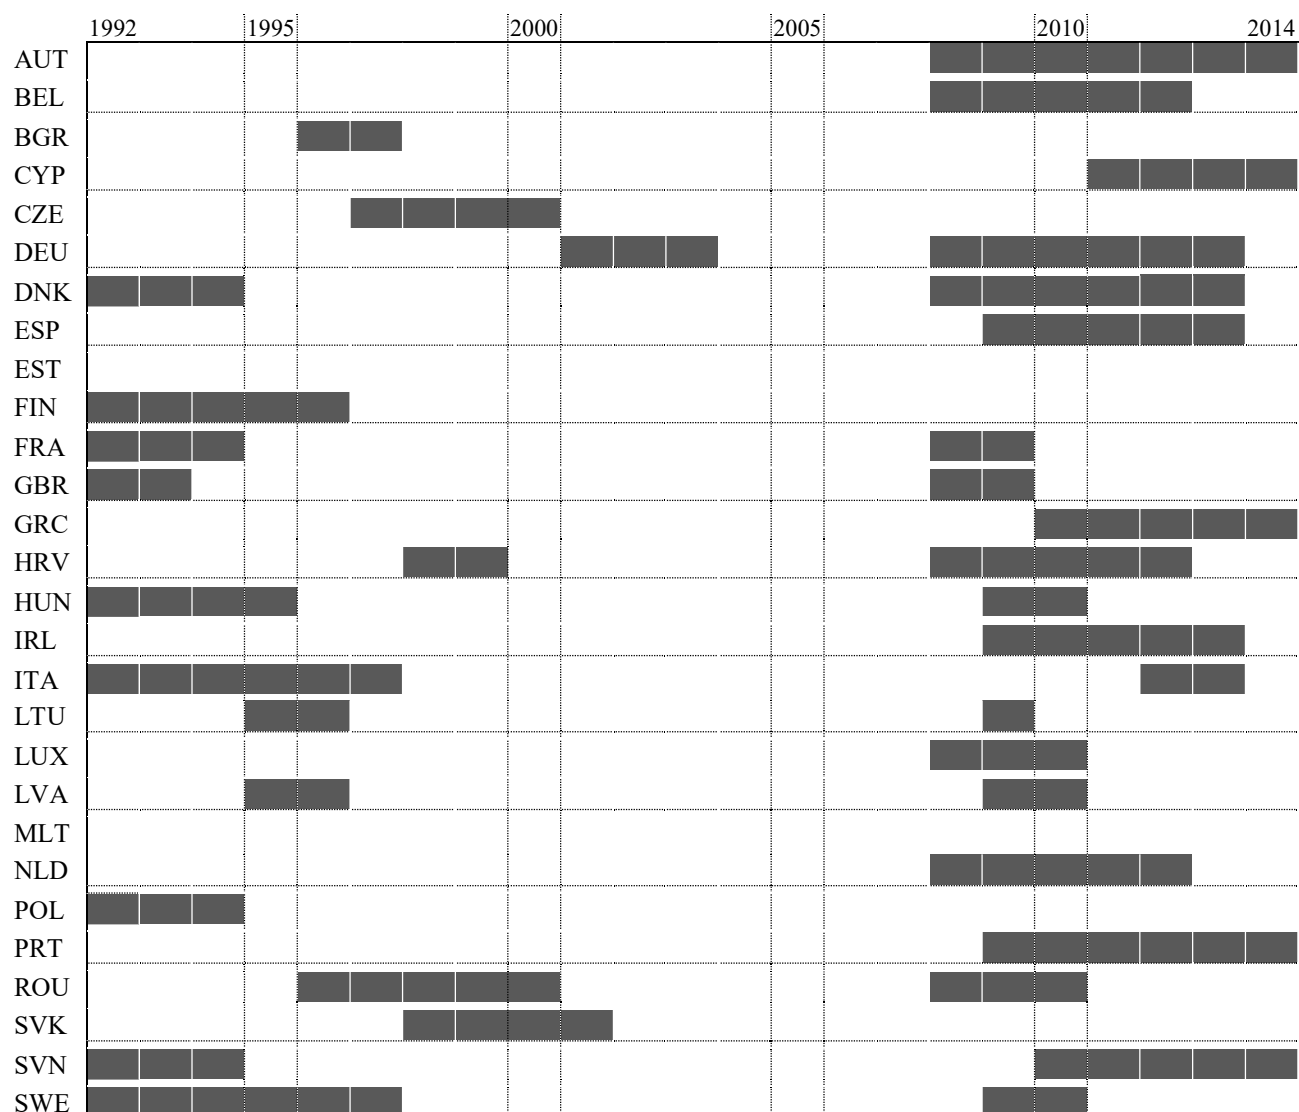 1992 1995 2000 2005 2010 2014
AUT
BEL
BGR
CYP
CZE
DEU
DNK
ESP
EST
FIN
FRA
GBR
GRC
HRV
HUN
IRL
ITA
LTU
LUX
LVA
MLT
NLD
POL
PRT
ROU
SVK
SVN
SWE